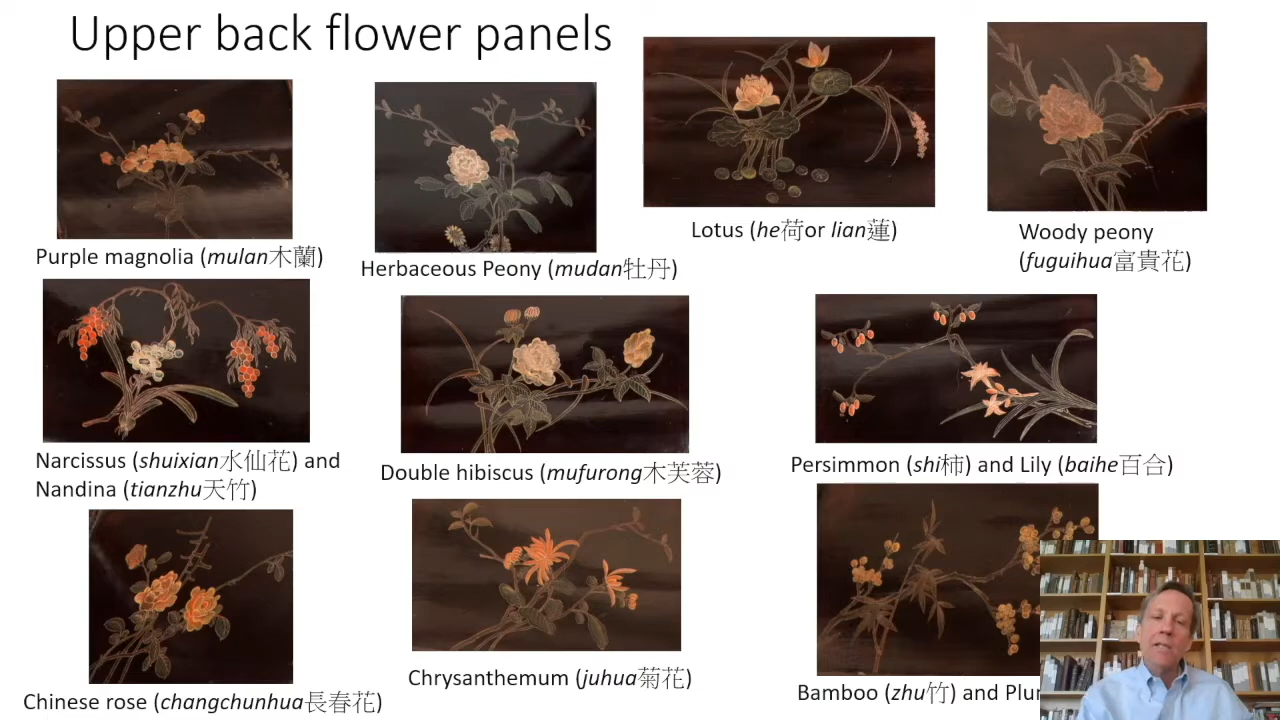 Upper back flower panels
Purple magnolia (mulan木蘭)
Herbaceous Peony (mudan牡丹)
Lotus (he荷or lian蓮)
Woody peony
(fuguihua富貴花)
Narcissus (shuixian水仙花) and
Nandina (tianzhu天竹)
Double hibiscus (mufurong木芙蓉)
Persimmon (shi柿) and Lily (baihe百合)
Chinese rose (changchunhua長春花)
Chrysanthemum (juhua菊花)
Bamboo (zhu竹) and